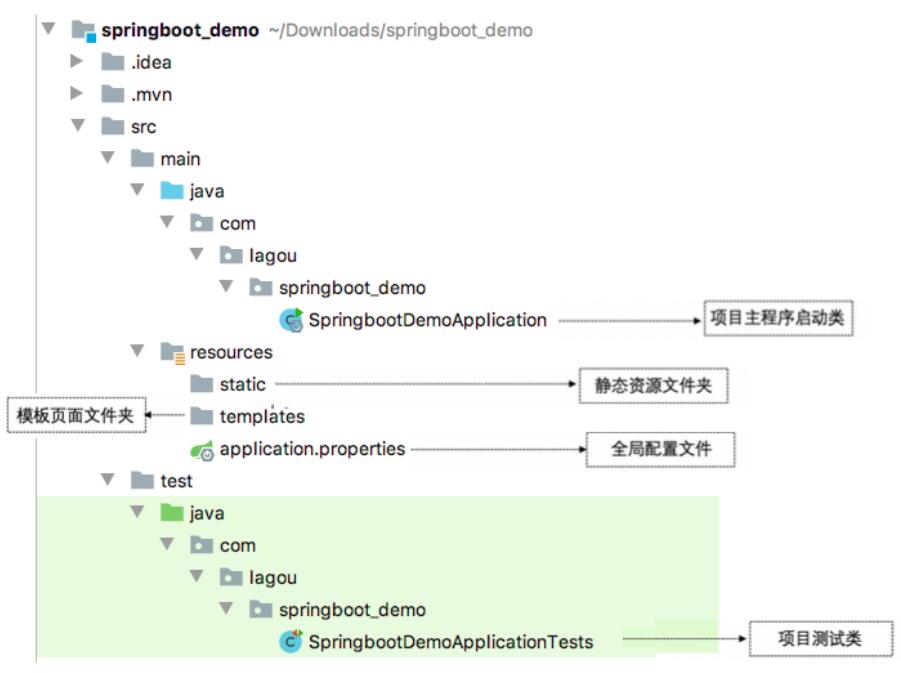 springboot_demo ~/Downloads/springboot_demo
.idea
.mvn
src
main
java
com
lagou
springboot_demo
SpringbootDemoApplication 项目主程序启动类
resources
static 静态资源文件夹
模板页面文件夹 templates
application.properties 全局配置文件
test
java
com
lagou
springboot_demo
SpringbootDemoApplicationTests 项目测试类